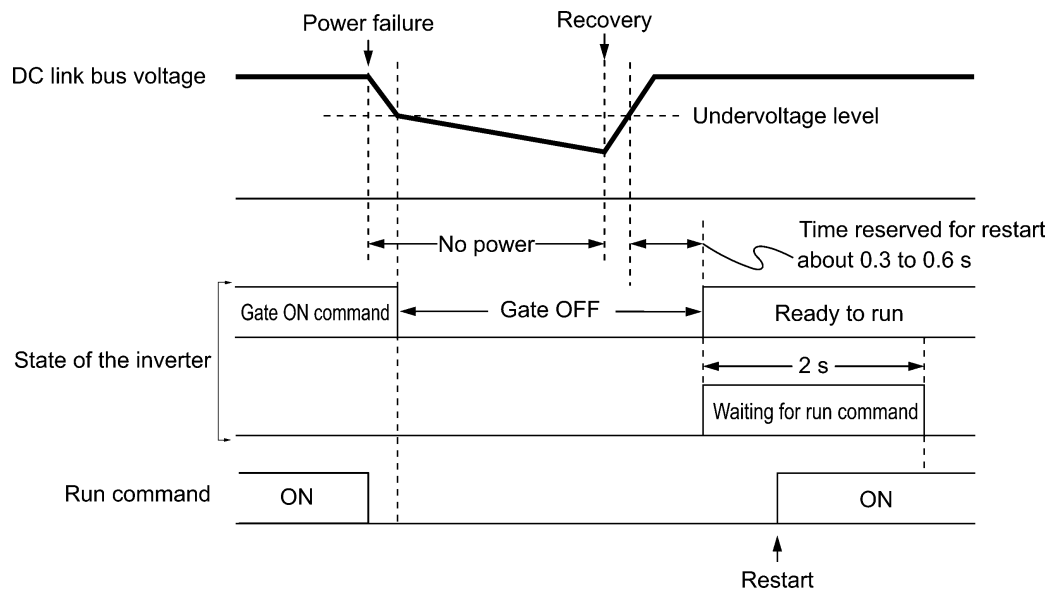 Power failure
Recovery
DC link bus voltage
Undervoltage level
No power
Time reserved for restart
about 0.3 to 0.6 s
Gate ON command
Gate OFF
Ready to run
State of the inverter
2 s
Waiting for run command
Run command
ON
ON
Restart